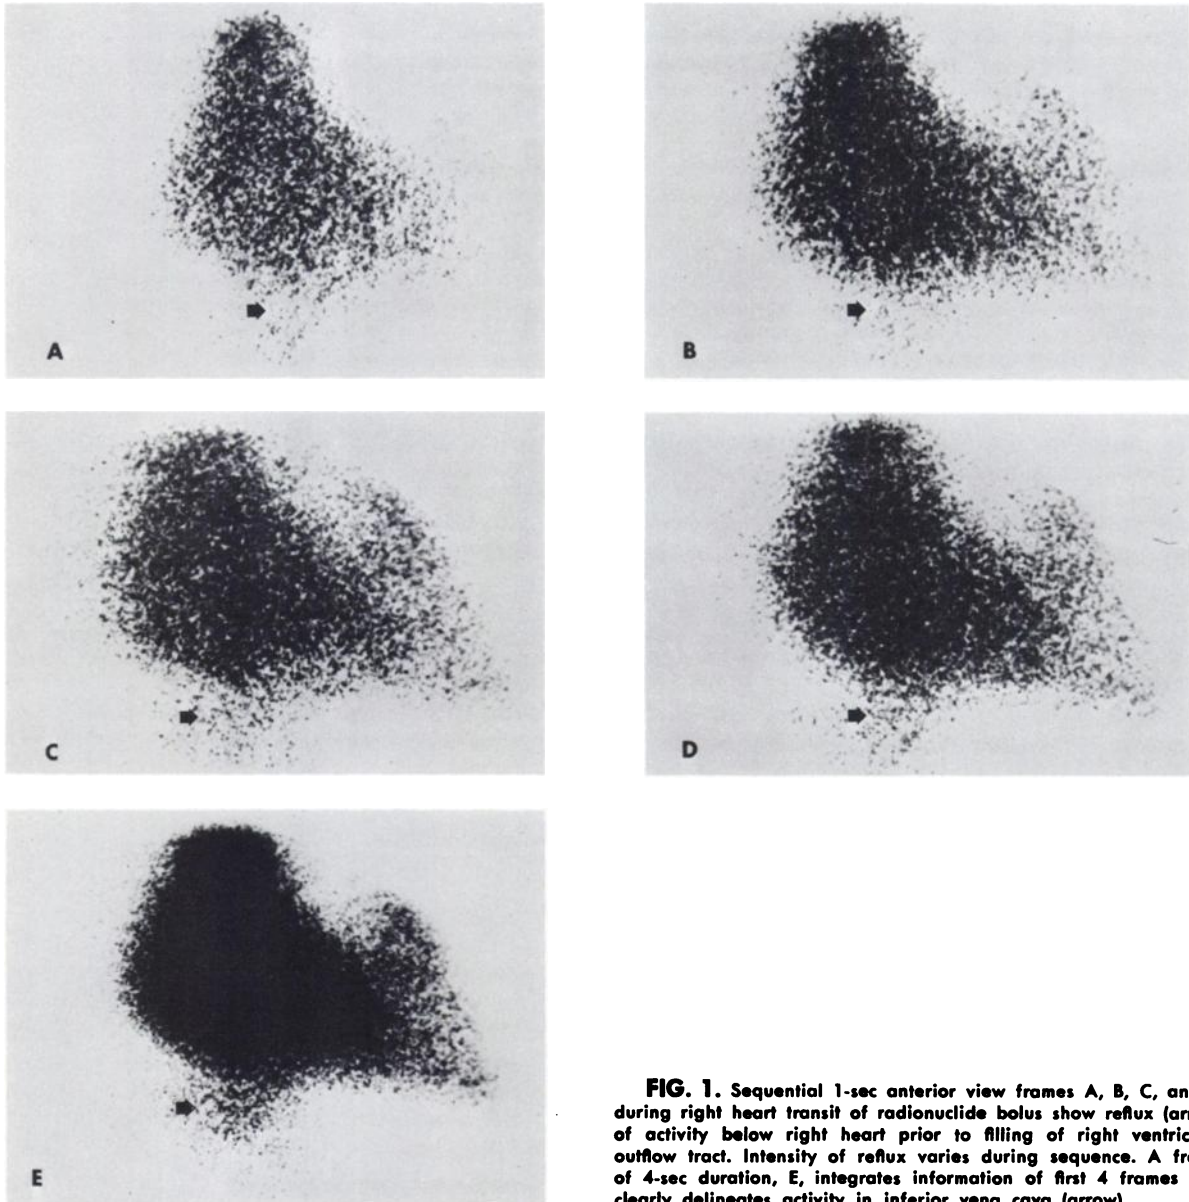 A
B
C
D
E
FIG. 1. Sequential 1-sec anterior view frames A, B, C, an
during right heart transit of radionuclide bolus show reflux (ar
of activity below right heart prior to filling of right ventric
outflow tract. Intensity of reflux varies during sequence. A fr
of 4-sec duration, E, integrates information of first 4 frames
clearly delineates activity in inferior vena cava (arrow)